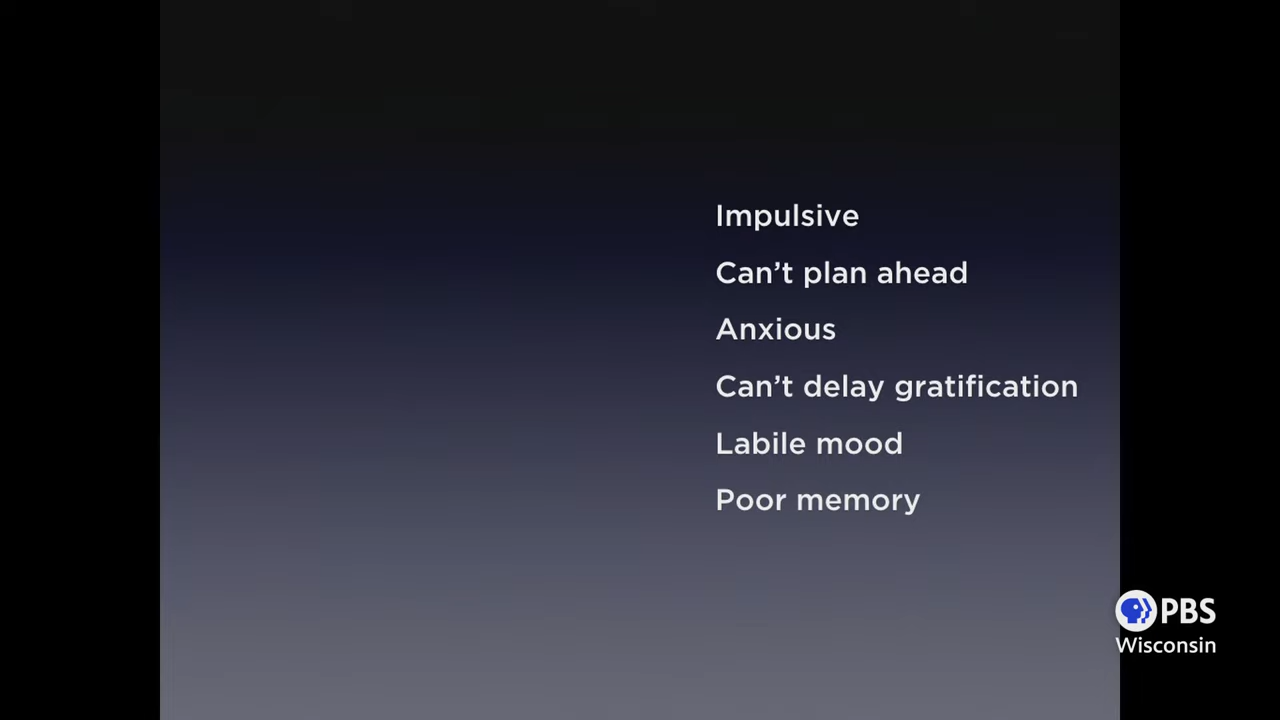 Impulsive
Can't plan ahead
Anxious
Can't delay gratification
Labile mood
Poor memory
PBS
Wisconsin